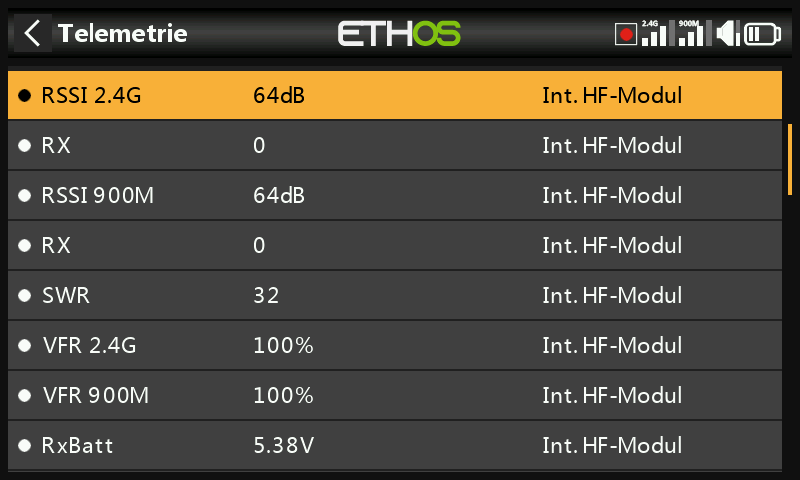 Telemetrie ETHOS 2.4G 900M
RSSI 2.4G 64dB Int. HF-Modul
RX 0 Int. HF-Modul
RSSI 900M 64dB Int. HF-Modul
RX 0 Int. HF-Modul
SWR 32 Int. HF-Modul
VFR 2.4G 100% Int. HF-Modul
VFR 900M 100% Int. HF-Modul
RxBatt 5.38V Int. HF-Modul